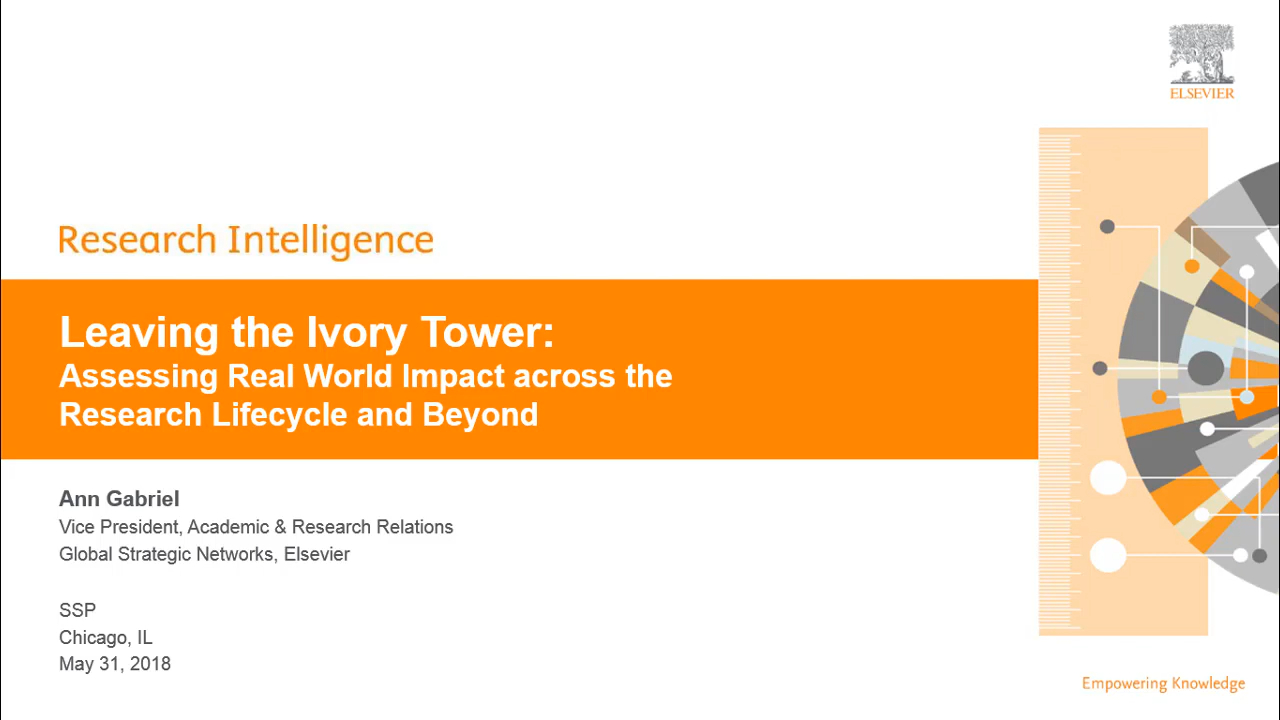 ELSEVIER
Research Intelligence
Leaving the Ivory Tower:
Assessing Real World Impact across the
Research Lifecycle and Beyond
Ann Gabriel
Vice President, Academic & Research Relations
Global Strategic Networks, Elsevier
SSP
Chicago, IL
May 31, 2018
Empowering Knowledge